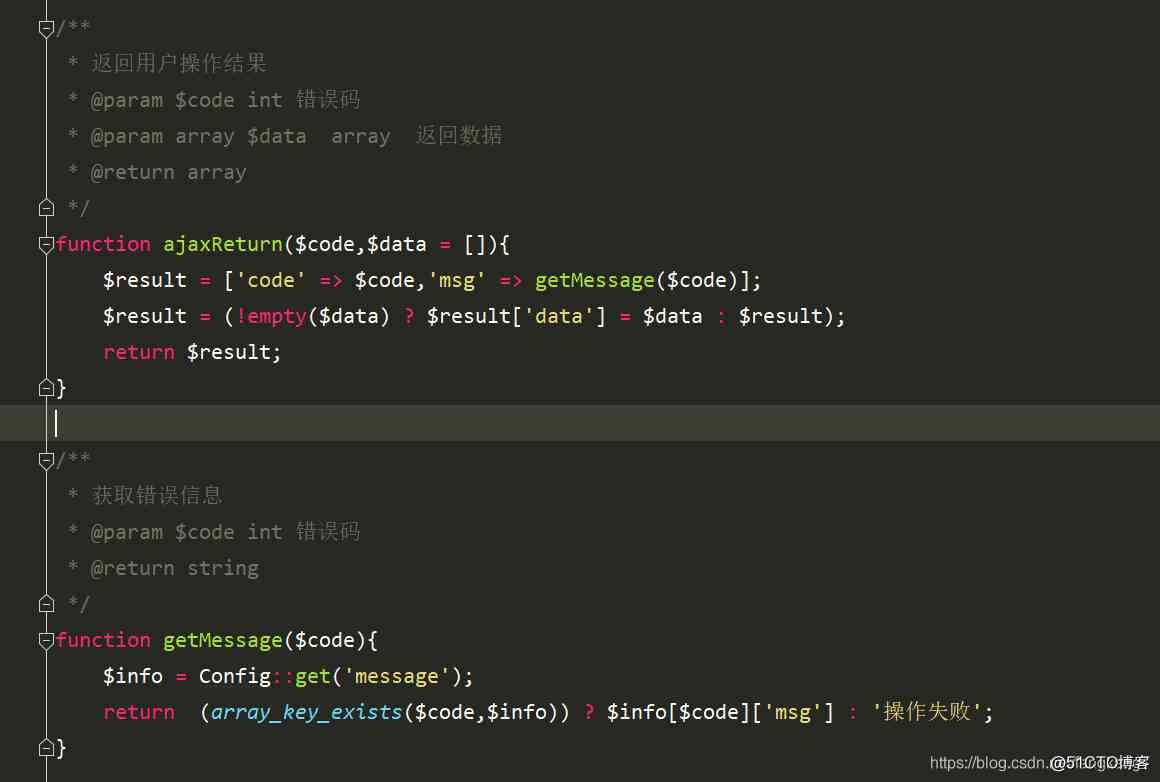 /**
 * 返回用户操作结果
 * @param $code int 错误码
 * @param array $data  array  返回数据
 * @return array
 */
function ajaxReturn($code,$data = []){
    $result = ['code' => $code,'msg' => getMessage($code)];
    $result = (!empty($data) ? $result['data'] = $data : $result);
    return $result;
}
/**
 * 获取错误信息
 * @param $code int 错误码
 * @return string
 */
function getMessage($code){
    $info = Config::get('message');
    return  (array_key_exists($code,$info)) ? $info[$code]['msg'] : '操作失败';
}
https://blog.csdn. @51CTO博客